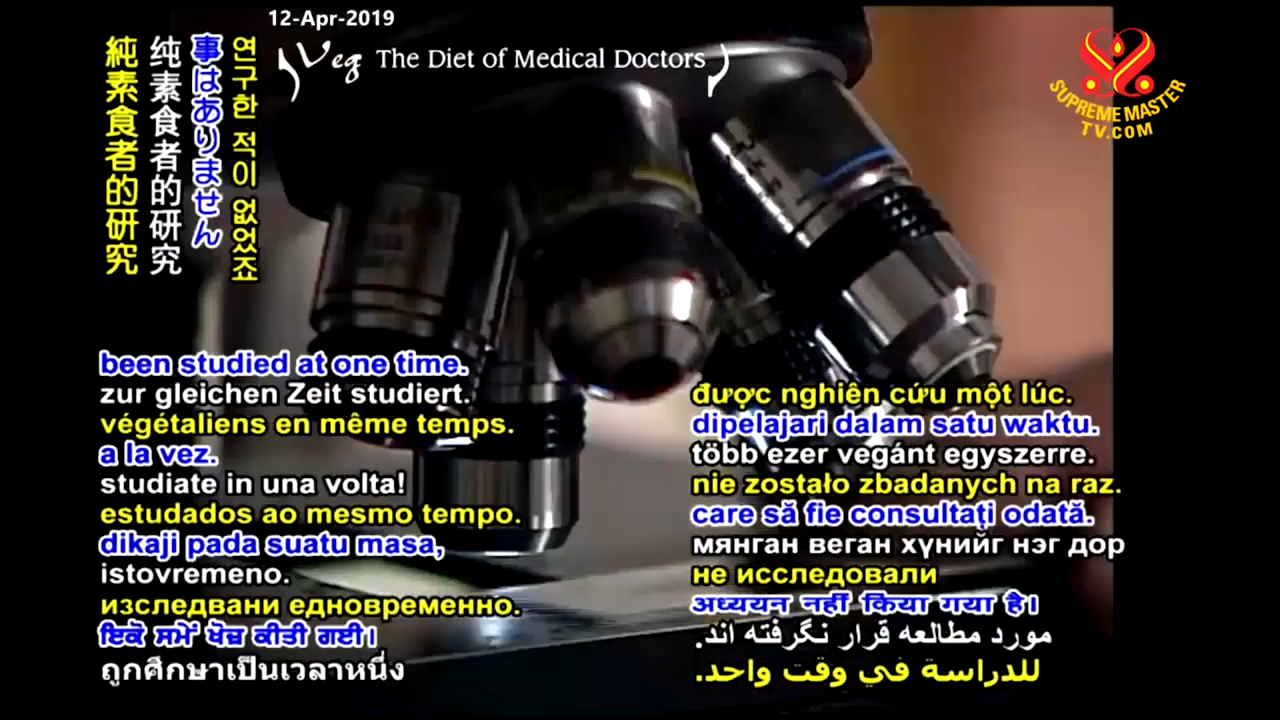 12-Apr-2019
Veg The Diet of Medical Doctors
SUPREME MASTER
TV.COM
연구한 적이 없었죠
事はありません
纯素食者的研究
純素食者的研究
been studied at one time.
zur gleichen Zeit studiert.
végétaliens en même temps.
a la vez.
studiate in una volta!
estudados ao mesmo tempo.
dikaji pada suatu masa,
istovremeno.
изследвани едновременно.
ਇਕੋ ਸਮੇਂ ਖੋਜ਼ ਕੀਤੀ ਗਈ।
ถูกศึกษาเป็นเวลาหนึ่ง
được nghiên cứu một lúc.
dipelajari dalam satu waktu.
több ezer vegánt egyszerre.
nie zostało zbadanych na raz.
care să fie consultați odată.
мянган веган хүнийг нэг дор
не исследовали
अध्ययन नहीं किया गया है।
مورد مطالعه قرار نگرفته اند.
للدراسة في وقت واحد.